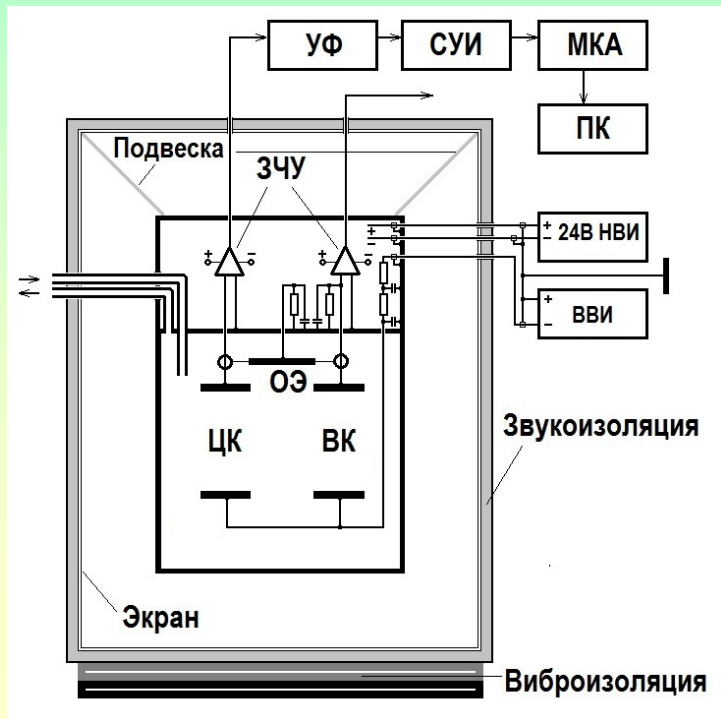 УФ
СУИ
МКА
ПК
Подвеска
ЗЧУ
+ − + −
+
−
+
− 24В НВИ
+
− ВВИ
ОЭ
ЦК ВК
Звукоизоляция
Экран
Виброизоляция